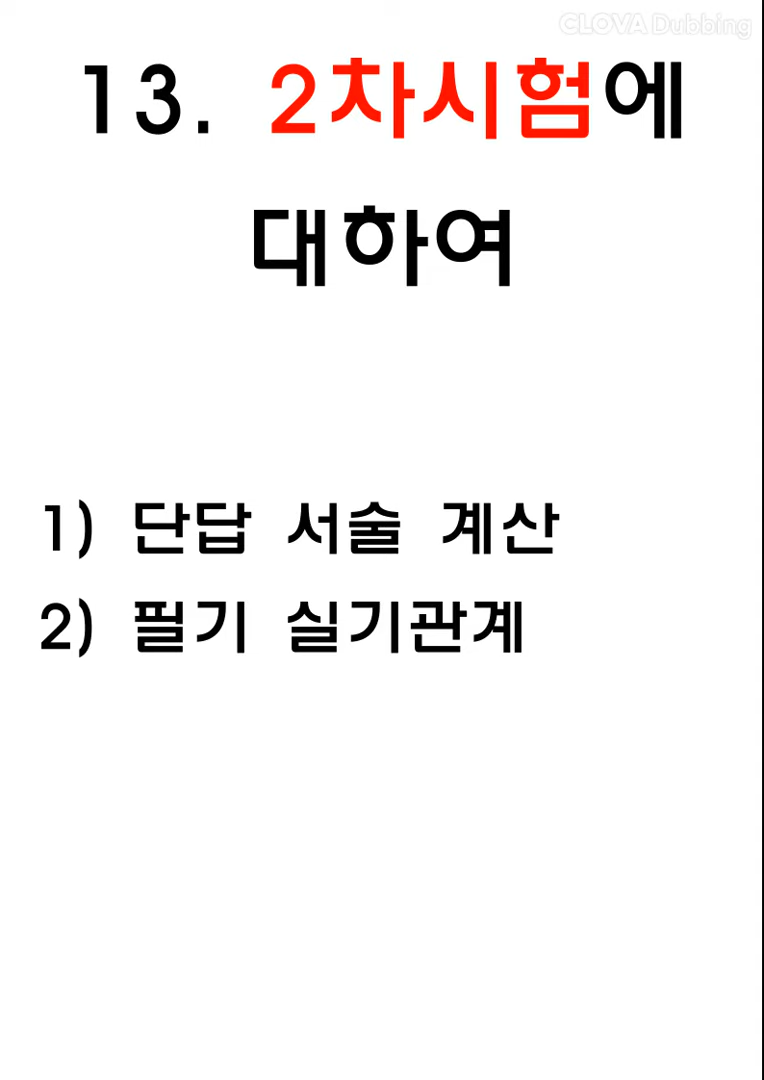 CLOVA Dubbing
13. 2차시험에
대하여
1) 단답 서술 계산
2) 필기 실기관계